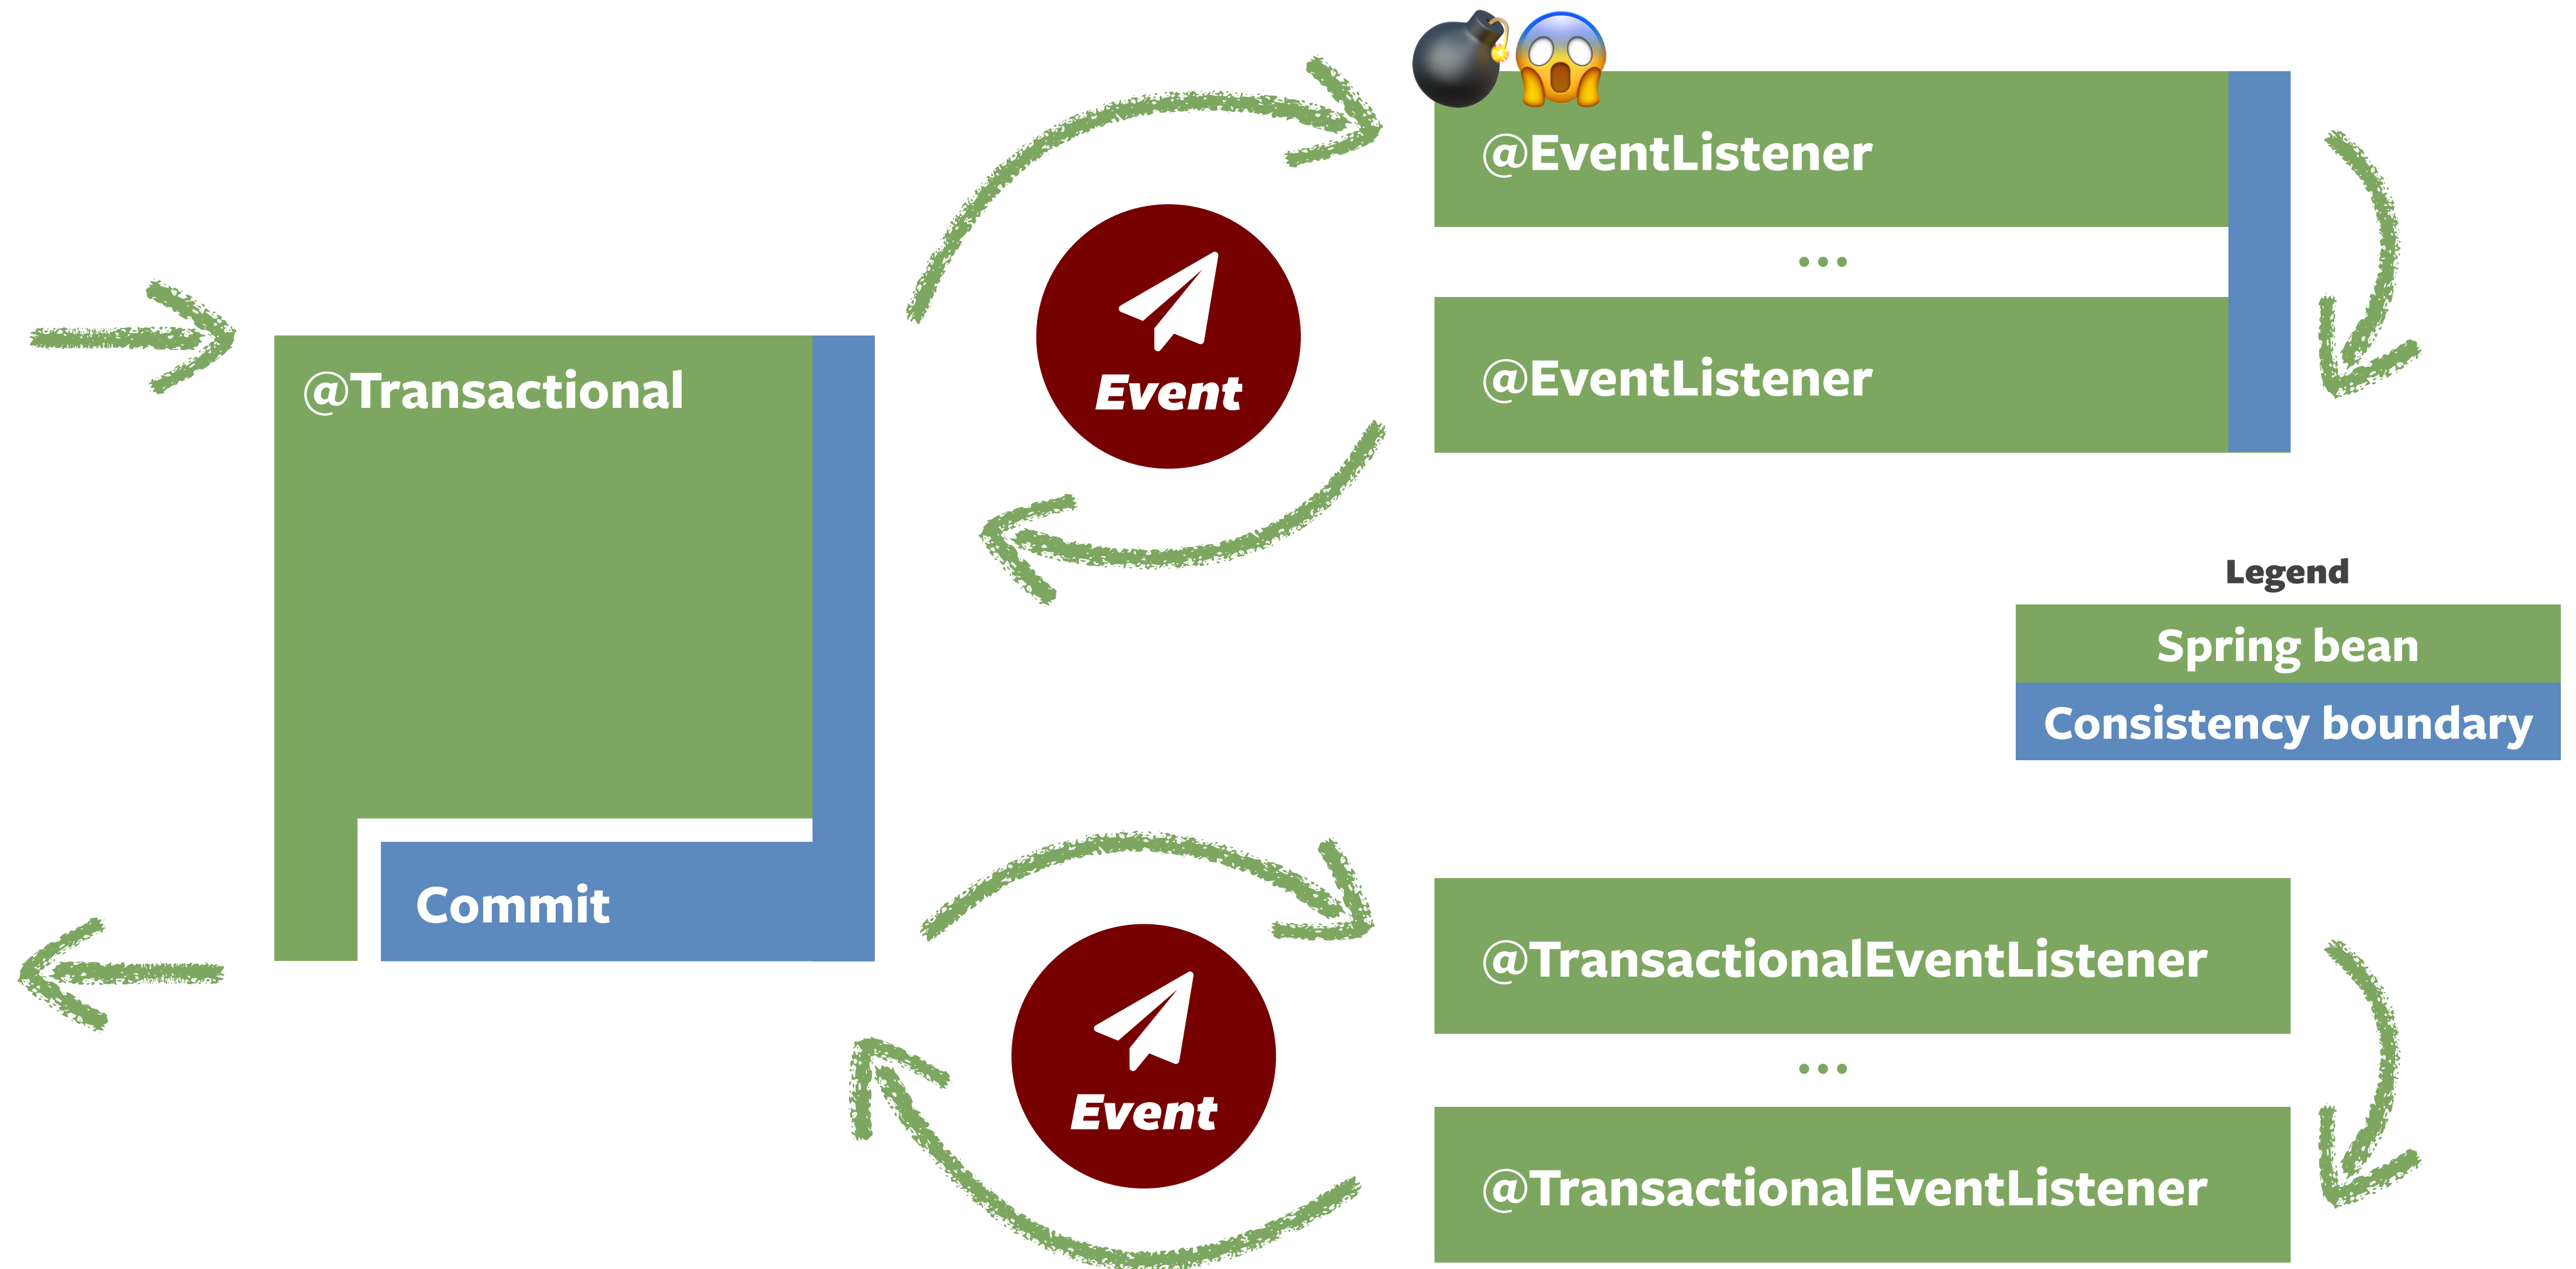 @Transactional
Commit
Event
@EventListener
...
@EventListener
Legend
Spring bean
Consistency boundary
Event
@TransactionalEventListener
...
@TransactionalEventListener